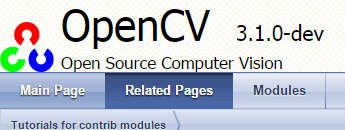 OpenCV 3.1.0-dev
Open Source Computer Vision
Main Page Related Pages Modules
Tutorials for contrib modules